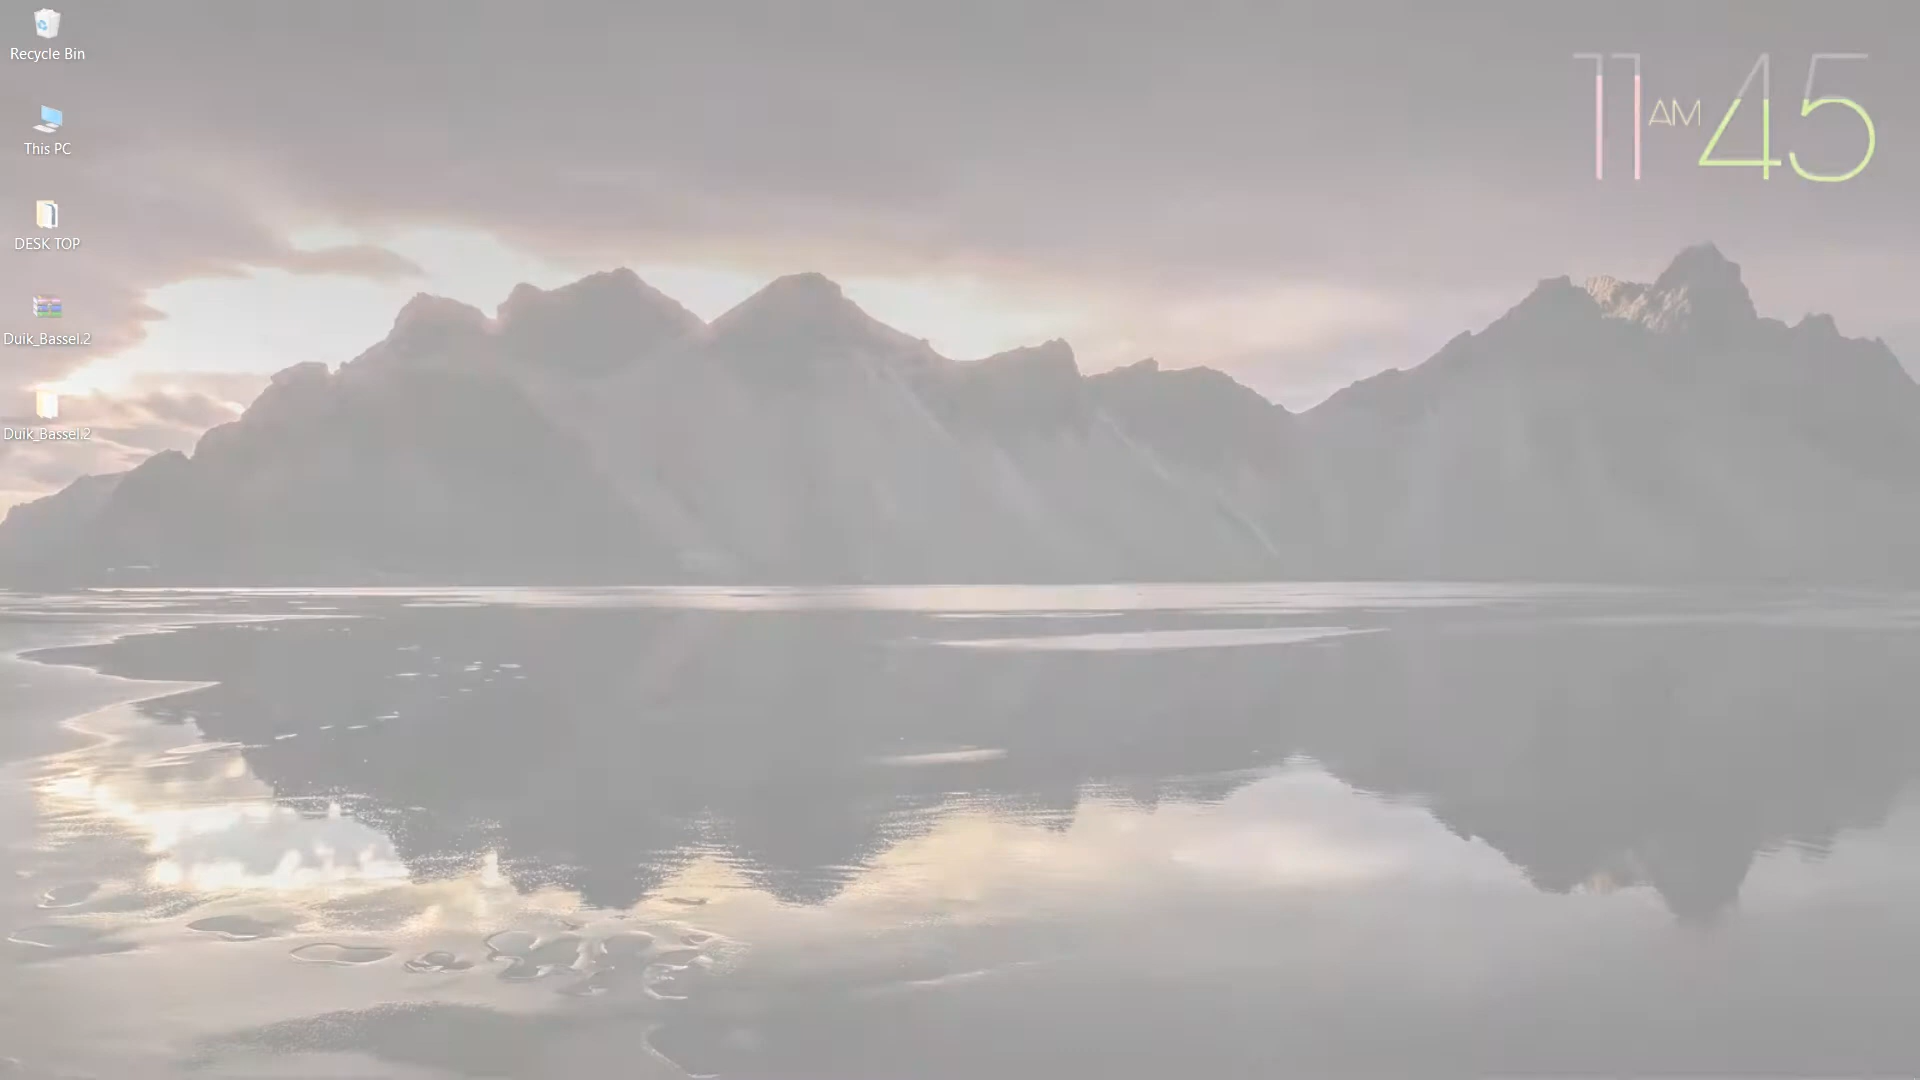 Recycle Bin
This PC
DESK TOP
Duik_Bassel.2
Duik_Bassel.2
11 AM 45